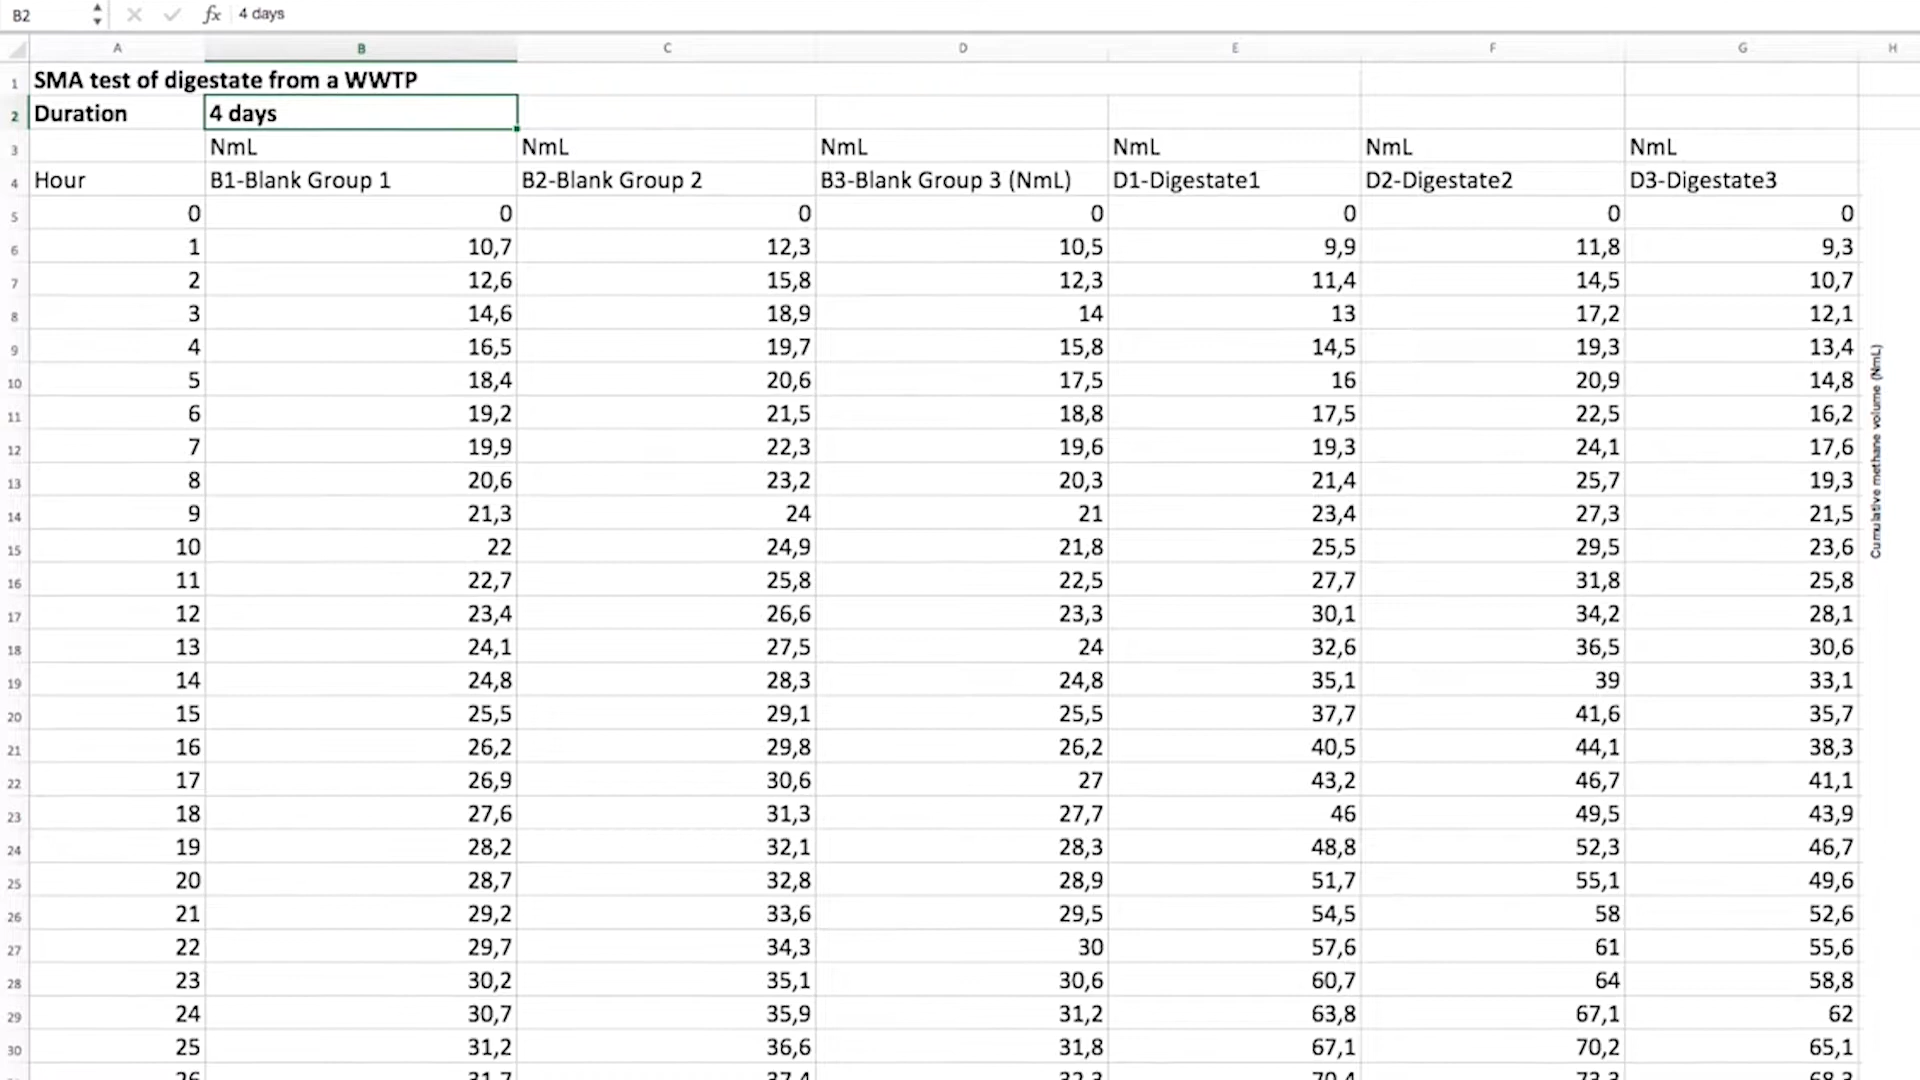 B2 fx 4 days
A B C D E F G H
1 SMA test of digestate from a WWTP
2 Duration 4 days
3 NmL NmL NmL NmL NmL NmL
4 Hour B1-Blank Group 1 B2-Blank Group 2 B3-Blank Group 3 (NmL) D1-Digestate1 D2-Digestate2 D3-Digestate3
5 0 0 0 0 0 0 0
6 1 10,7 12,3 10,5 9,9 11,8 9,3
7 2 12,6 15,8 12,3 11,4 14,5 10,7
8 3 14,6 18,9 14 13 17,2 12,1
9 4 16,5 19,7 15,8 14,5 19,3 13,4
10 5 18,4 20,6 17,5 16 20,9 14,8
11 6 19,2 21,5 18,8 17,5 22,5 16,2
12 7 19,9 22,3 19,6 19,3 24,1 17,6
13 8 20,6 23,2 20,3 21,4 25,7 19,3
14 9 21,3 24 21 23,4 27,3 21,5
15 10 22 24,9 21,8 25,5 29,5 23,6
16 11 22,7 25,8 22,5 27,7 31,8 25,8
17 12 23,4 26,6 23,3 30,1 34,2 28,1
18 13 24,1 27,5 24 32,6 36,5 30,6
19 14 24,8 28,3 24,8 35,1 39 33,1
20 15 25,5 29,1 25,5 37,7 41,6 35,7
21 16 26,2 29,8 26,2 40,5 44,1 38,3
22 17 26,9 30,6 27 43,2 46,7 41,1
23 18 27,6 31,3 27,7 46 49,5 43,9
24 19 28,2 32,1 28,3 48,8 52,3 46,7
25 20 28,7 32,8 28,9 51,7 55,1 49,6
26 21 29,2 33,6 29,5 54,5 58 52,6
27 22 29,7 34,3 30 57,6 61 55,6
28 23 30,2 35,1 30,6 60,7 64 58,8
29 24 30,7 35,9 31,2 63,8 67,1 62
30 25 31,2 36,6 31,8 67,1 70,2 65,1
Cumulative methane volume (NmL)